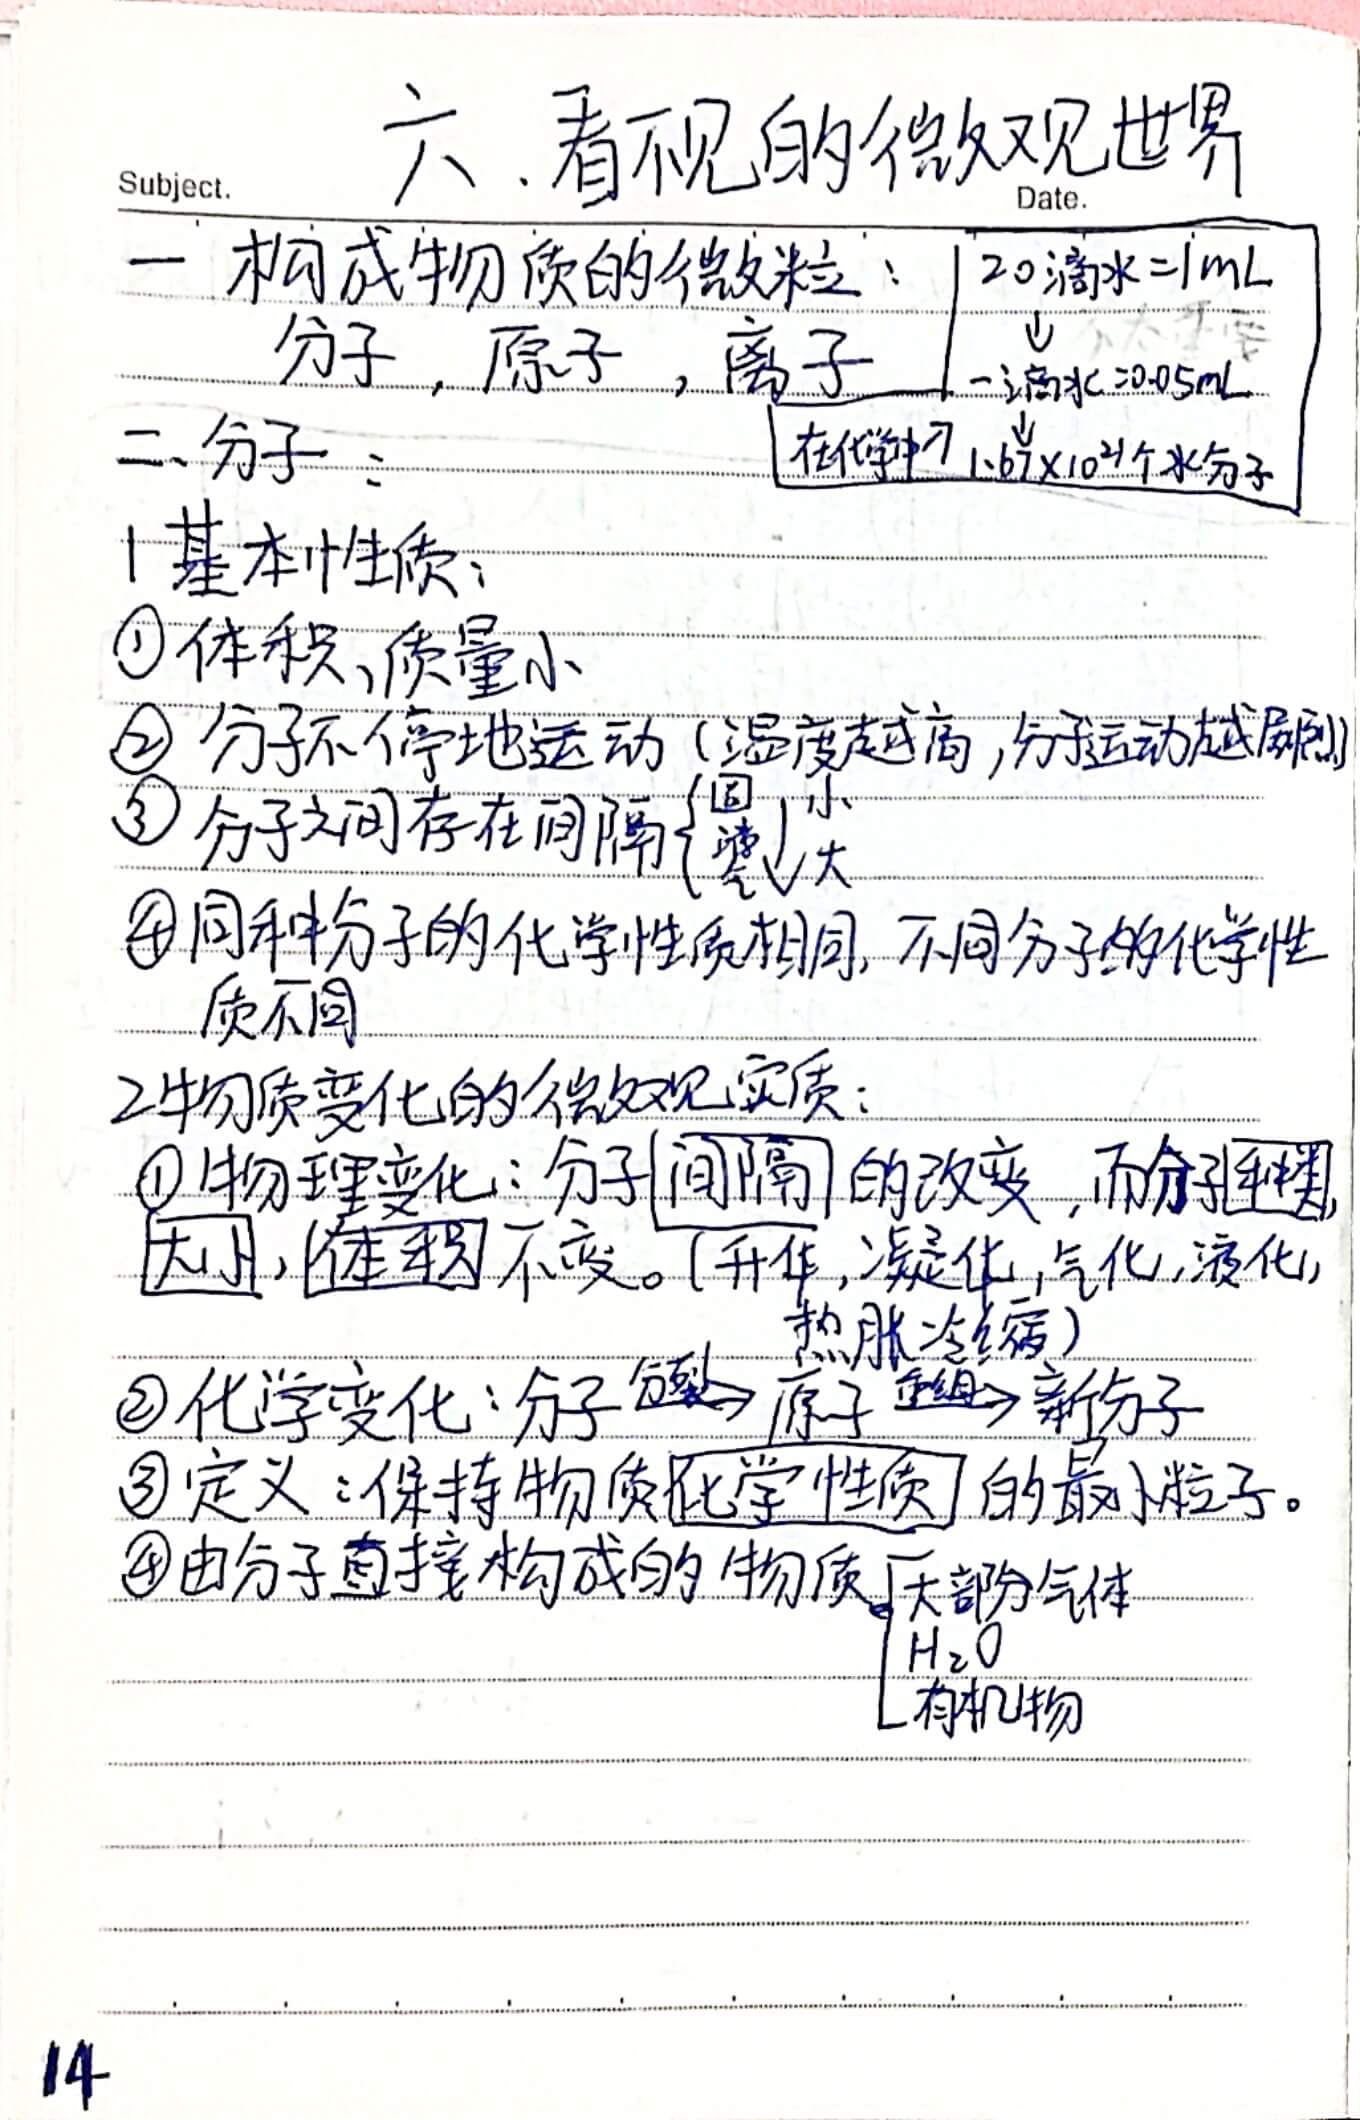 六.看不见的微观世界
Subject.
Date.
一 构成物质的微粒：
分子，原子，离子
20滴水=1mL
↓
一滴水=0.05mL
↓
在化学中↗ 1.67×10²¹个水分子
二、分子：
1基本性质：
①体积、质量小
②分子不停地运动（温度越高,分子运动越剧烈）
③分子之间存在间隔{固 液 气↓小 大
④同种分子的化学性质相同,不同分子的化学性
质不同
2物质变化的微观实质：
①物理变化：分子间隔的改变，而分子种类,
大小,体积不变。(升华,凝华,气化,液化,
热胀冷缩)
②化学变化：分子 分裂→ 原子 重组→ 新分子
③定义：保持物质化学性质的最小粒子。
④由分子直接构成的物质
大部分气体
H₂O
有机物
14